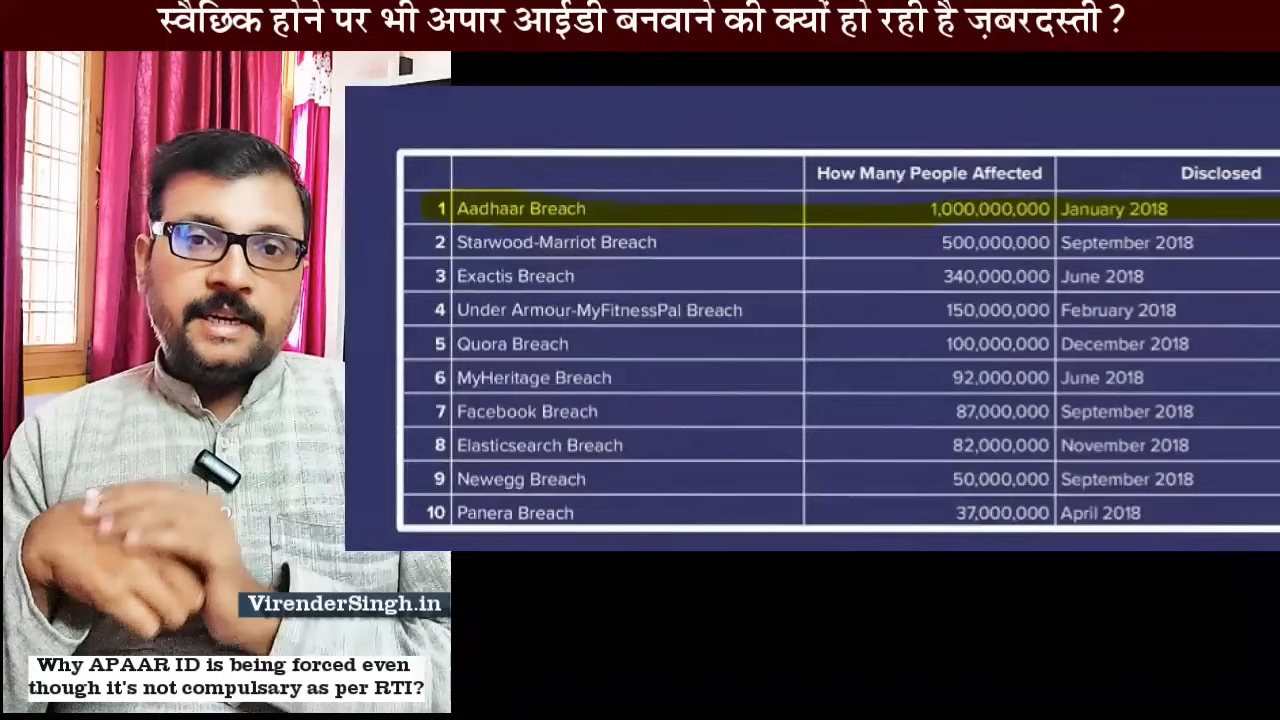 स्वैछिक होने पर भी अपार आईडी बनवाने की क्यों हो रही है ज़बरदस्ती ?
How Many People Affected Disclosed
1 Aadhaar Breach 1,000,000,000 January 2018
2 Starwood-Marriot Breach 500,000,000 September 2018
3 Exactis Breach 340,000,000 June 2018
4 Under Armour-MyFitnessPal Breach 150,000,000 February 2018
5 Quora Breach 100,000,000 December 2018
6 MyHeritage Breach 92,000,000 June 2018
7 Facebook Breach 87,000,000 September 2018
8 Elasticsearch Breach 82,000,000 November 2018
9 Newegg Breach 50,000,000 September 2018
10 Panera Breach 37,000,000 April 2018
VirenderSingh.in
Why APAAR ID is being forced even
though it's not compulsary as per RTI?